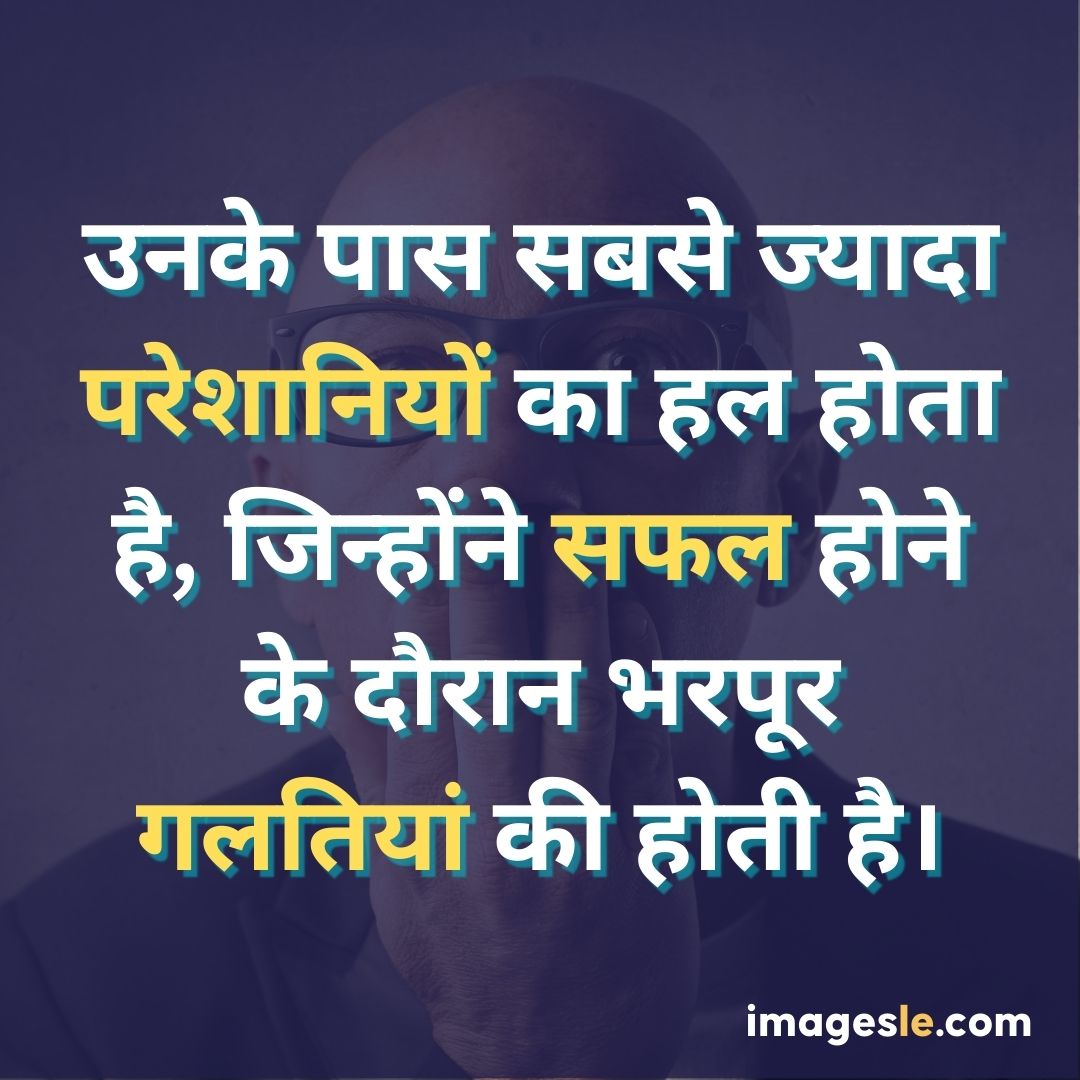 उनके पास सबसे ज्यादा
परेशानियों का हल होता
है, जिन्होंने सफल होने
के दौरान भरपूर
गलतियां की होती है।
imagesle.com